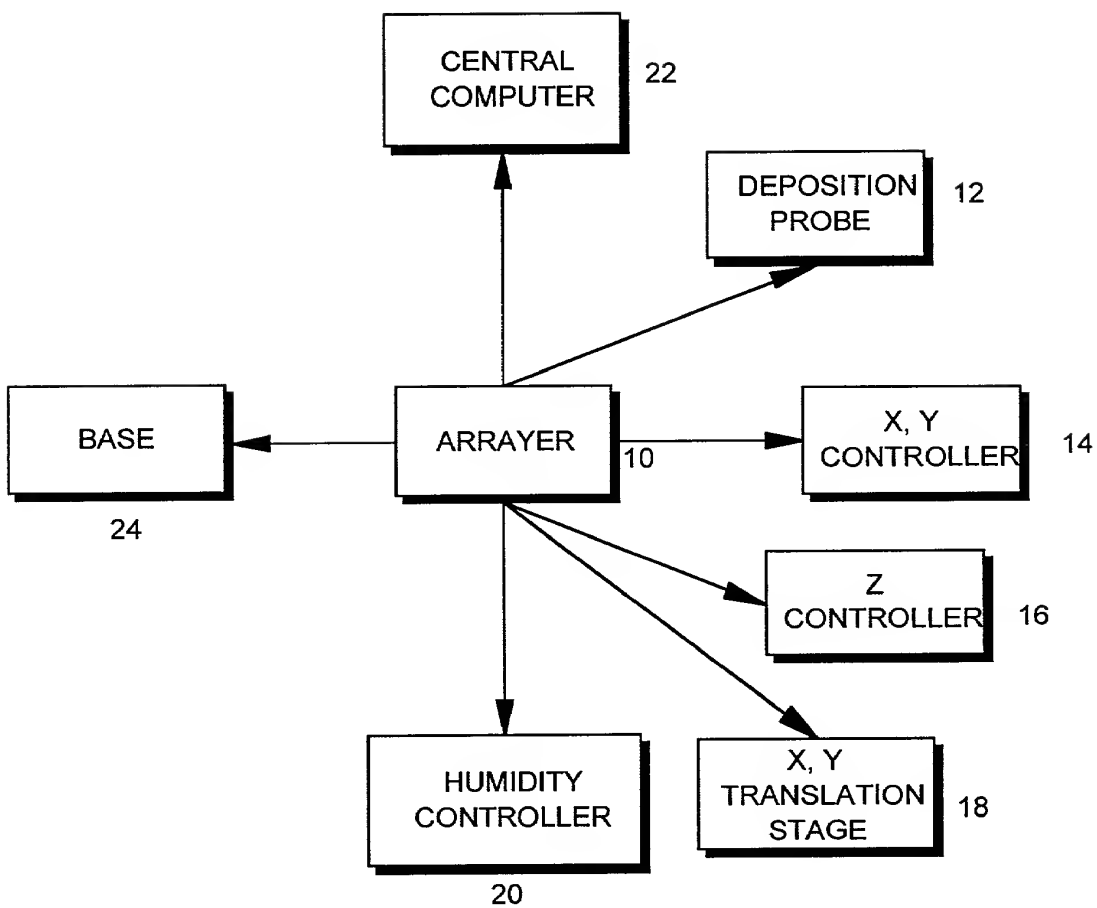 CENTRAL
COMPUTER
22
DEPOSITION
PROBE
12
BASE
24
ARRAYER
10
X, Y
CONTROLLER
14
Z
CONTROLLER
16
HUMIDITY
CONTROLLER
20
X, Y
TRANSLATION
STAGE
18